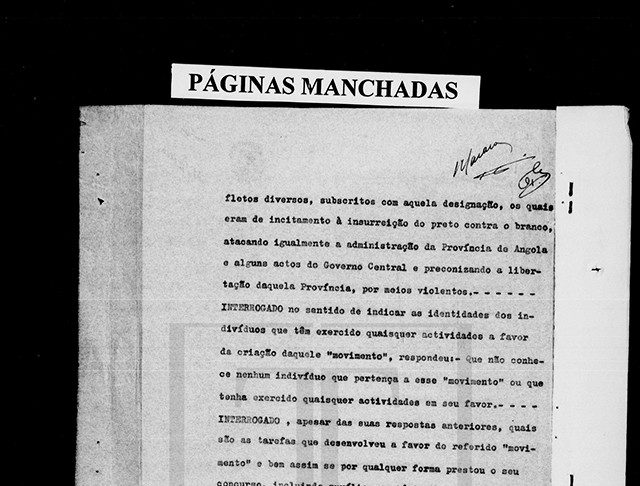 PÁGINAS MANCHADAS
fletos diversos, subscritos com aquela designação, os quais
eram de incitamento à insurreição do preto contra o branco,
atacando igualmente a administração da Província de Angola
e alguns actos do Governo Central e preconizando a liber-
tação daquela Província, por meios violentos.- - - - - -
INTERROGADO no sentido de indicar as identidades dos in-
divíduos que têm exercido quaisquer actividades a favor
da criação daquele "movimento", respondeu:- Que não conhe-
ce nenhum indivíduo que pertença a esse "movimento" ou que
tenha exercido quaisquer actividades em seu favor.- - - -
INTERROGADO , apesar das suas respostas anteriores, quais
são as tarefas que desenvolveu a favor do referido "movi-
mento" e bem assim se por qualquer forma prestou o seu
concurso, incluindo